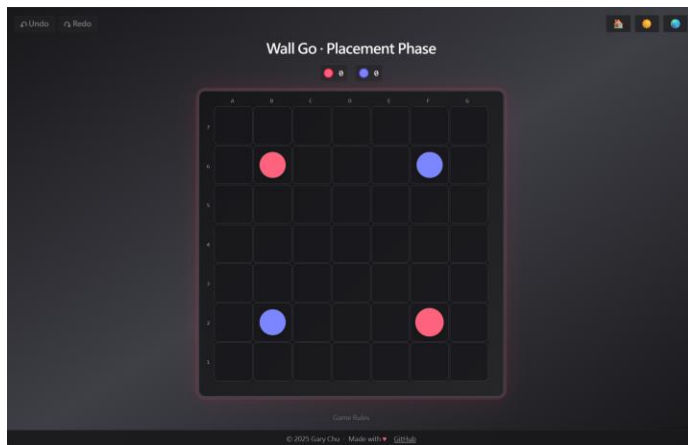 Undo Redo
Wall Go · Placement Phase
0 0
A B C D E F G
7
6
5
4
3
2
1
Game Rules
© 2025 Gary Chu · Made with ♥ GitHub